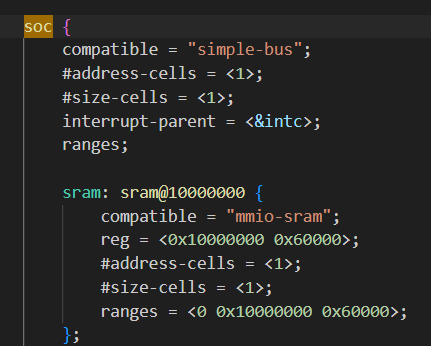 soc {
compatible = "simple-bus";
#address-cells = <1>;
#size-cells = <1>;
interrupt-parent = <&intc>;
ranges;
sram: sram@10000000 {
compatible = "mmio-sram";
reg = <0x10000000 0x60000>;
#address-cells = <1>;
#size-cells = <1>;
ranges = <0 0x10000000 0x60000>;
};